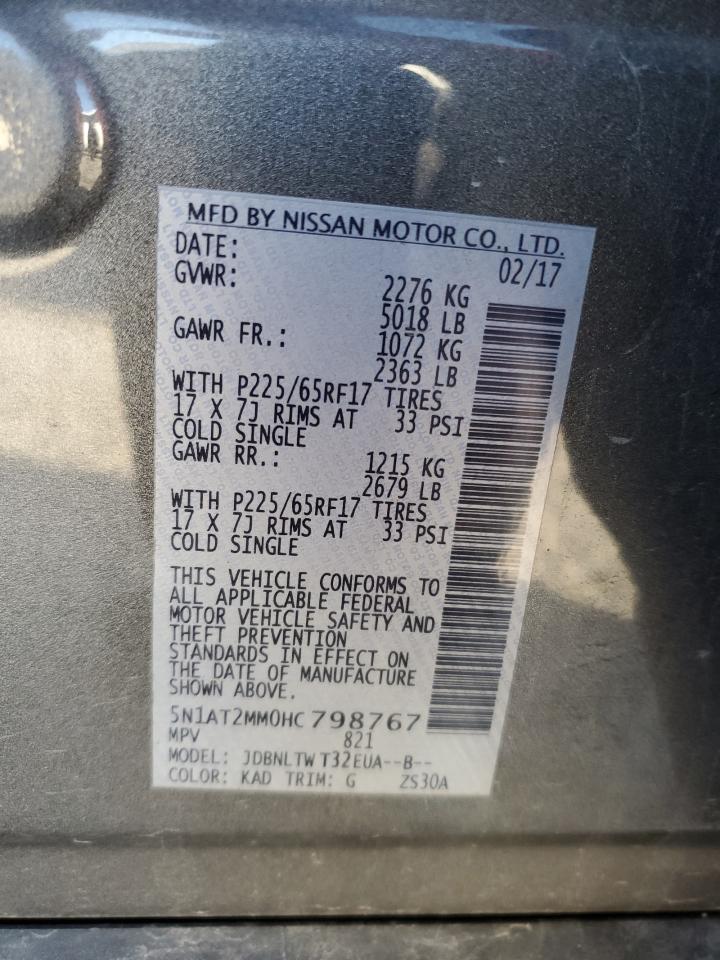 MFD BY NISSAN MOTOR CO., LTD.
DATE: 02/17
GVWR: 2276 KG
5018 LB
GAWR FR.: 1072 KG
2363 LB
WITH P225/65RF17 TIRES
17 X 7J RIMS AT 33 PSI
COLD SINGLE
GAWR RR.: 1215 KG
2679 LB
WITH P225/65RF17 TIRES
17 X 7J RIMS AT 33 PSI
COLD SINGLE
THIS VEHICLE CONFORMS TO
ALL APPLICABLE FEDERAL
MOTOR VEHICLE SAFETY AND
THEFT PREVENTION
STANDARDS IN EFFECT ON
THE DATE OF MANUFACTURE
SHOWN ABOVE.
5N1AT2MM0HC798767
MPV 821
MODEL: JDBNLTW T32EUA--B--
COLOR: KAD TRIM: G ZS30A